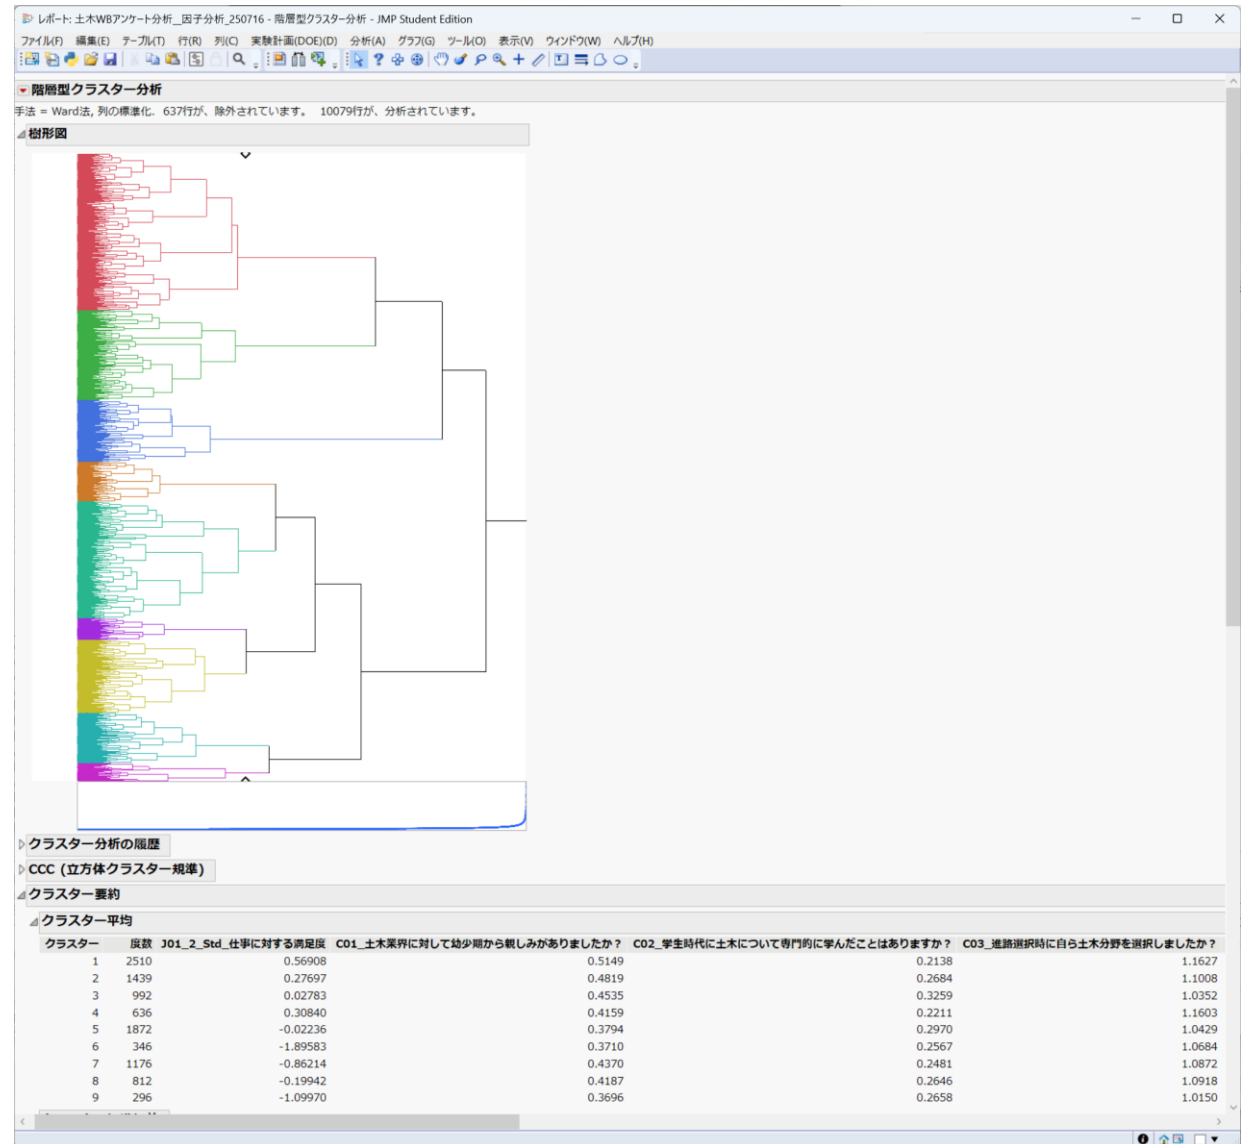 レポート: 土木WBアンケート分析__因子分析_250716 - 階層型クラスター分析 - JMP Student Edition
ファイル(F) 編集(E) テーブル(T) 行(R) 列(C) 実験計画(DOE)(D) 分析(A) グラフ(G) ツール(O) 表示(V) ウィンドウ(W) ヘルプ(H)
階層型クラスター分析
手法 = Ward法, 列の標準化. 637行が、除外されています。 10079行が、分析されています。
樹形図
クラスター分析の履歴
CCC (立方体クラスター規準)
クラスター要約
クラスター平均
クラスター 度数 J01_2_Std_仕事に対する満足度 C01_土木業界に対して幼少期から親しみがありましたか? C02_学生時代に土木について専門的に学んだことはありますか? C03_進路選択時に自ら土木分野を選択しましたか?
1 2510 0.56908 0.5149 0.2138 1.1627
2 1439 0.27697 0.4819 0.2684 1.1008
3 992 0.02783 0.4535 0.3259 1.0352
4 636 0.30840 0.4159 0.2211 1.1603
5 1872 -0.02236 0.3794 0.2970 1.0429
6 346 -1.89583 0.3710 0.2567 1.0684
7 1176 -0.86214 0.4370 0.2481 1.0872
8 812 -0.19942 0.4187 0.2646 1.0918
9 296 -1.09970 0.3696 0.2658 1.0150